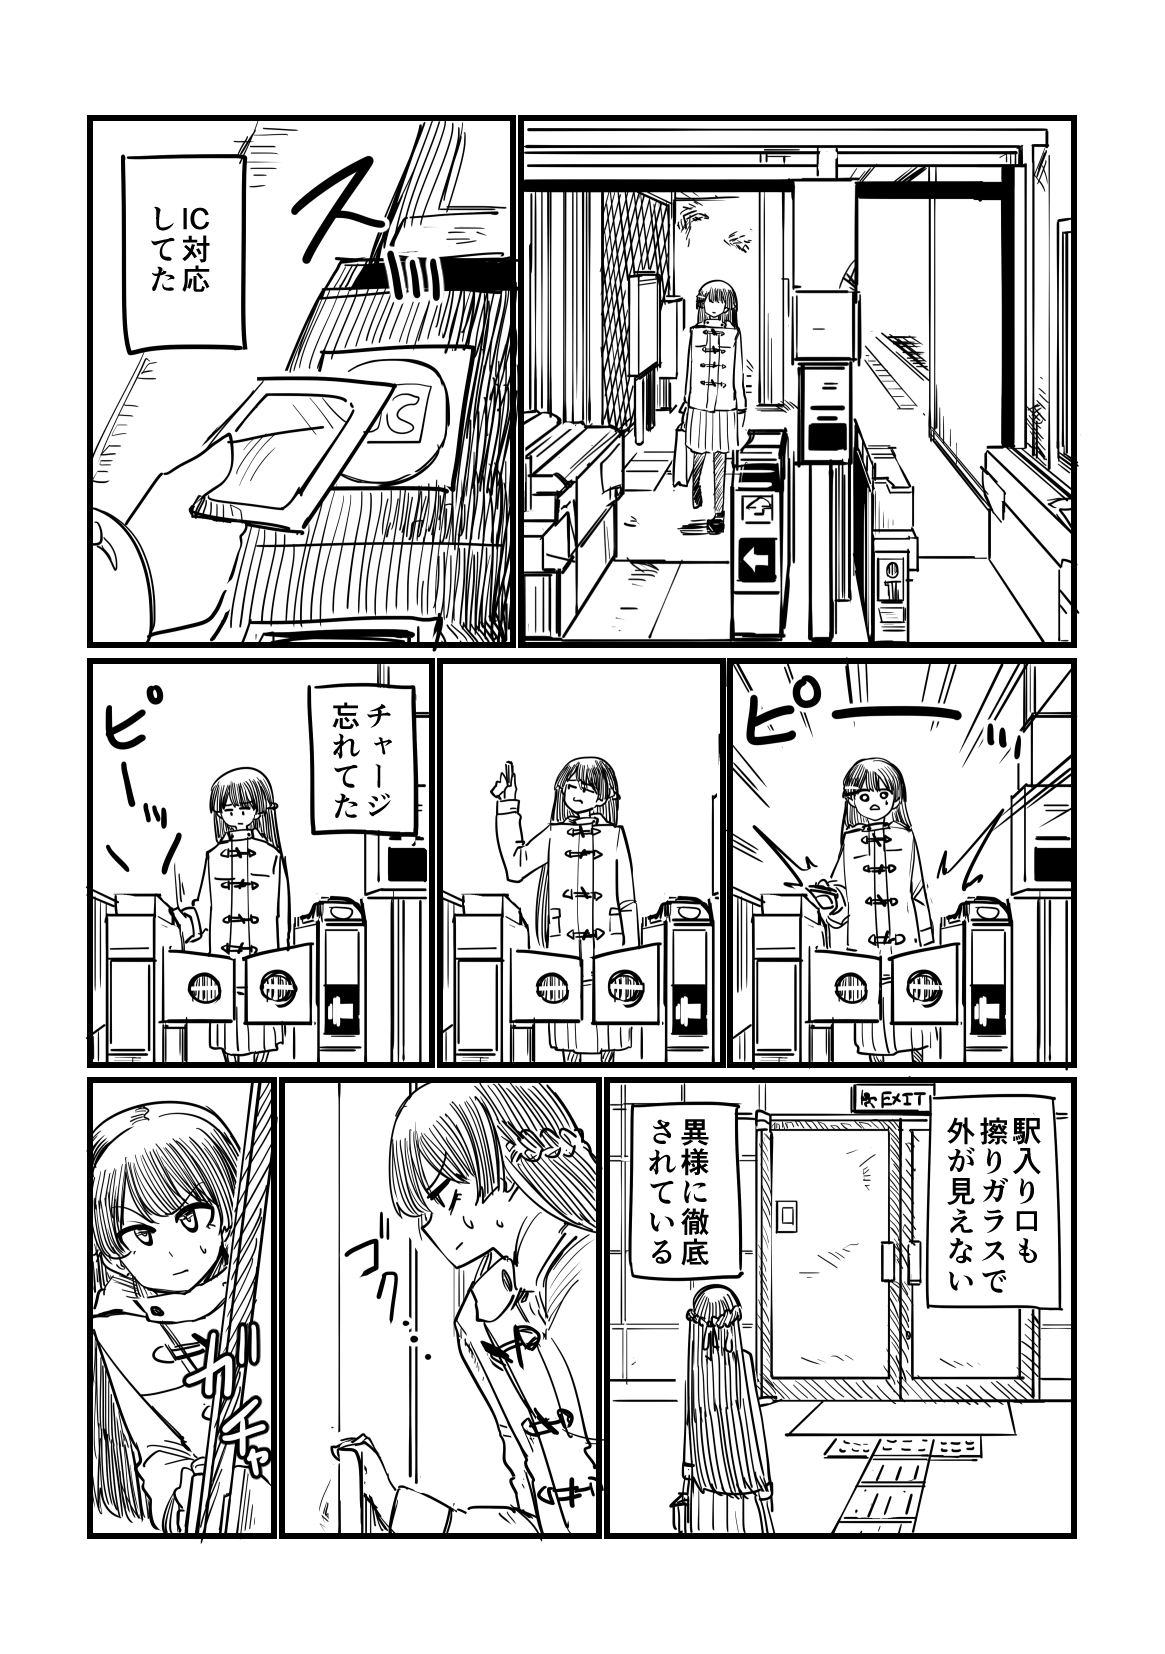 IC対応
してた
スッ
IC
ピーッ
ピーッ
チャージ
忘れてた
EXIT
駅入り口も
擦りガラスで
外が見えない
異様に徹底
されている
ゴク…
ガチャ